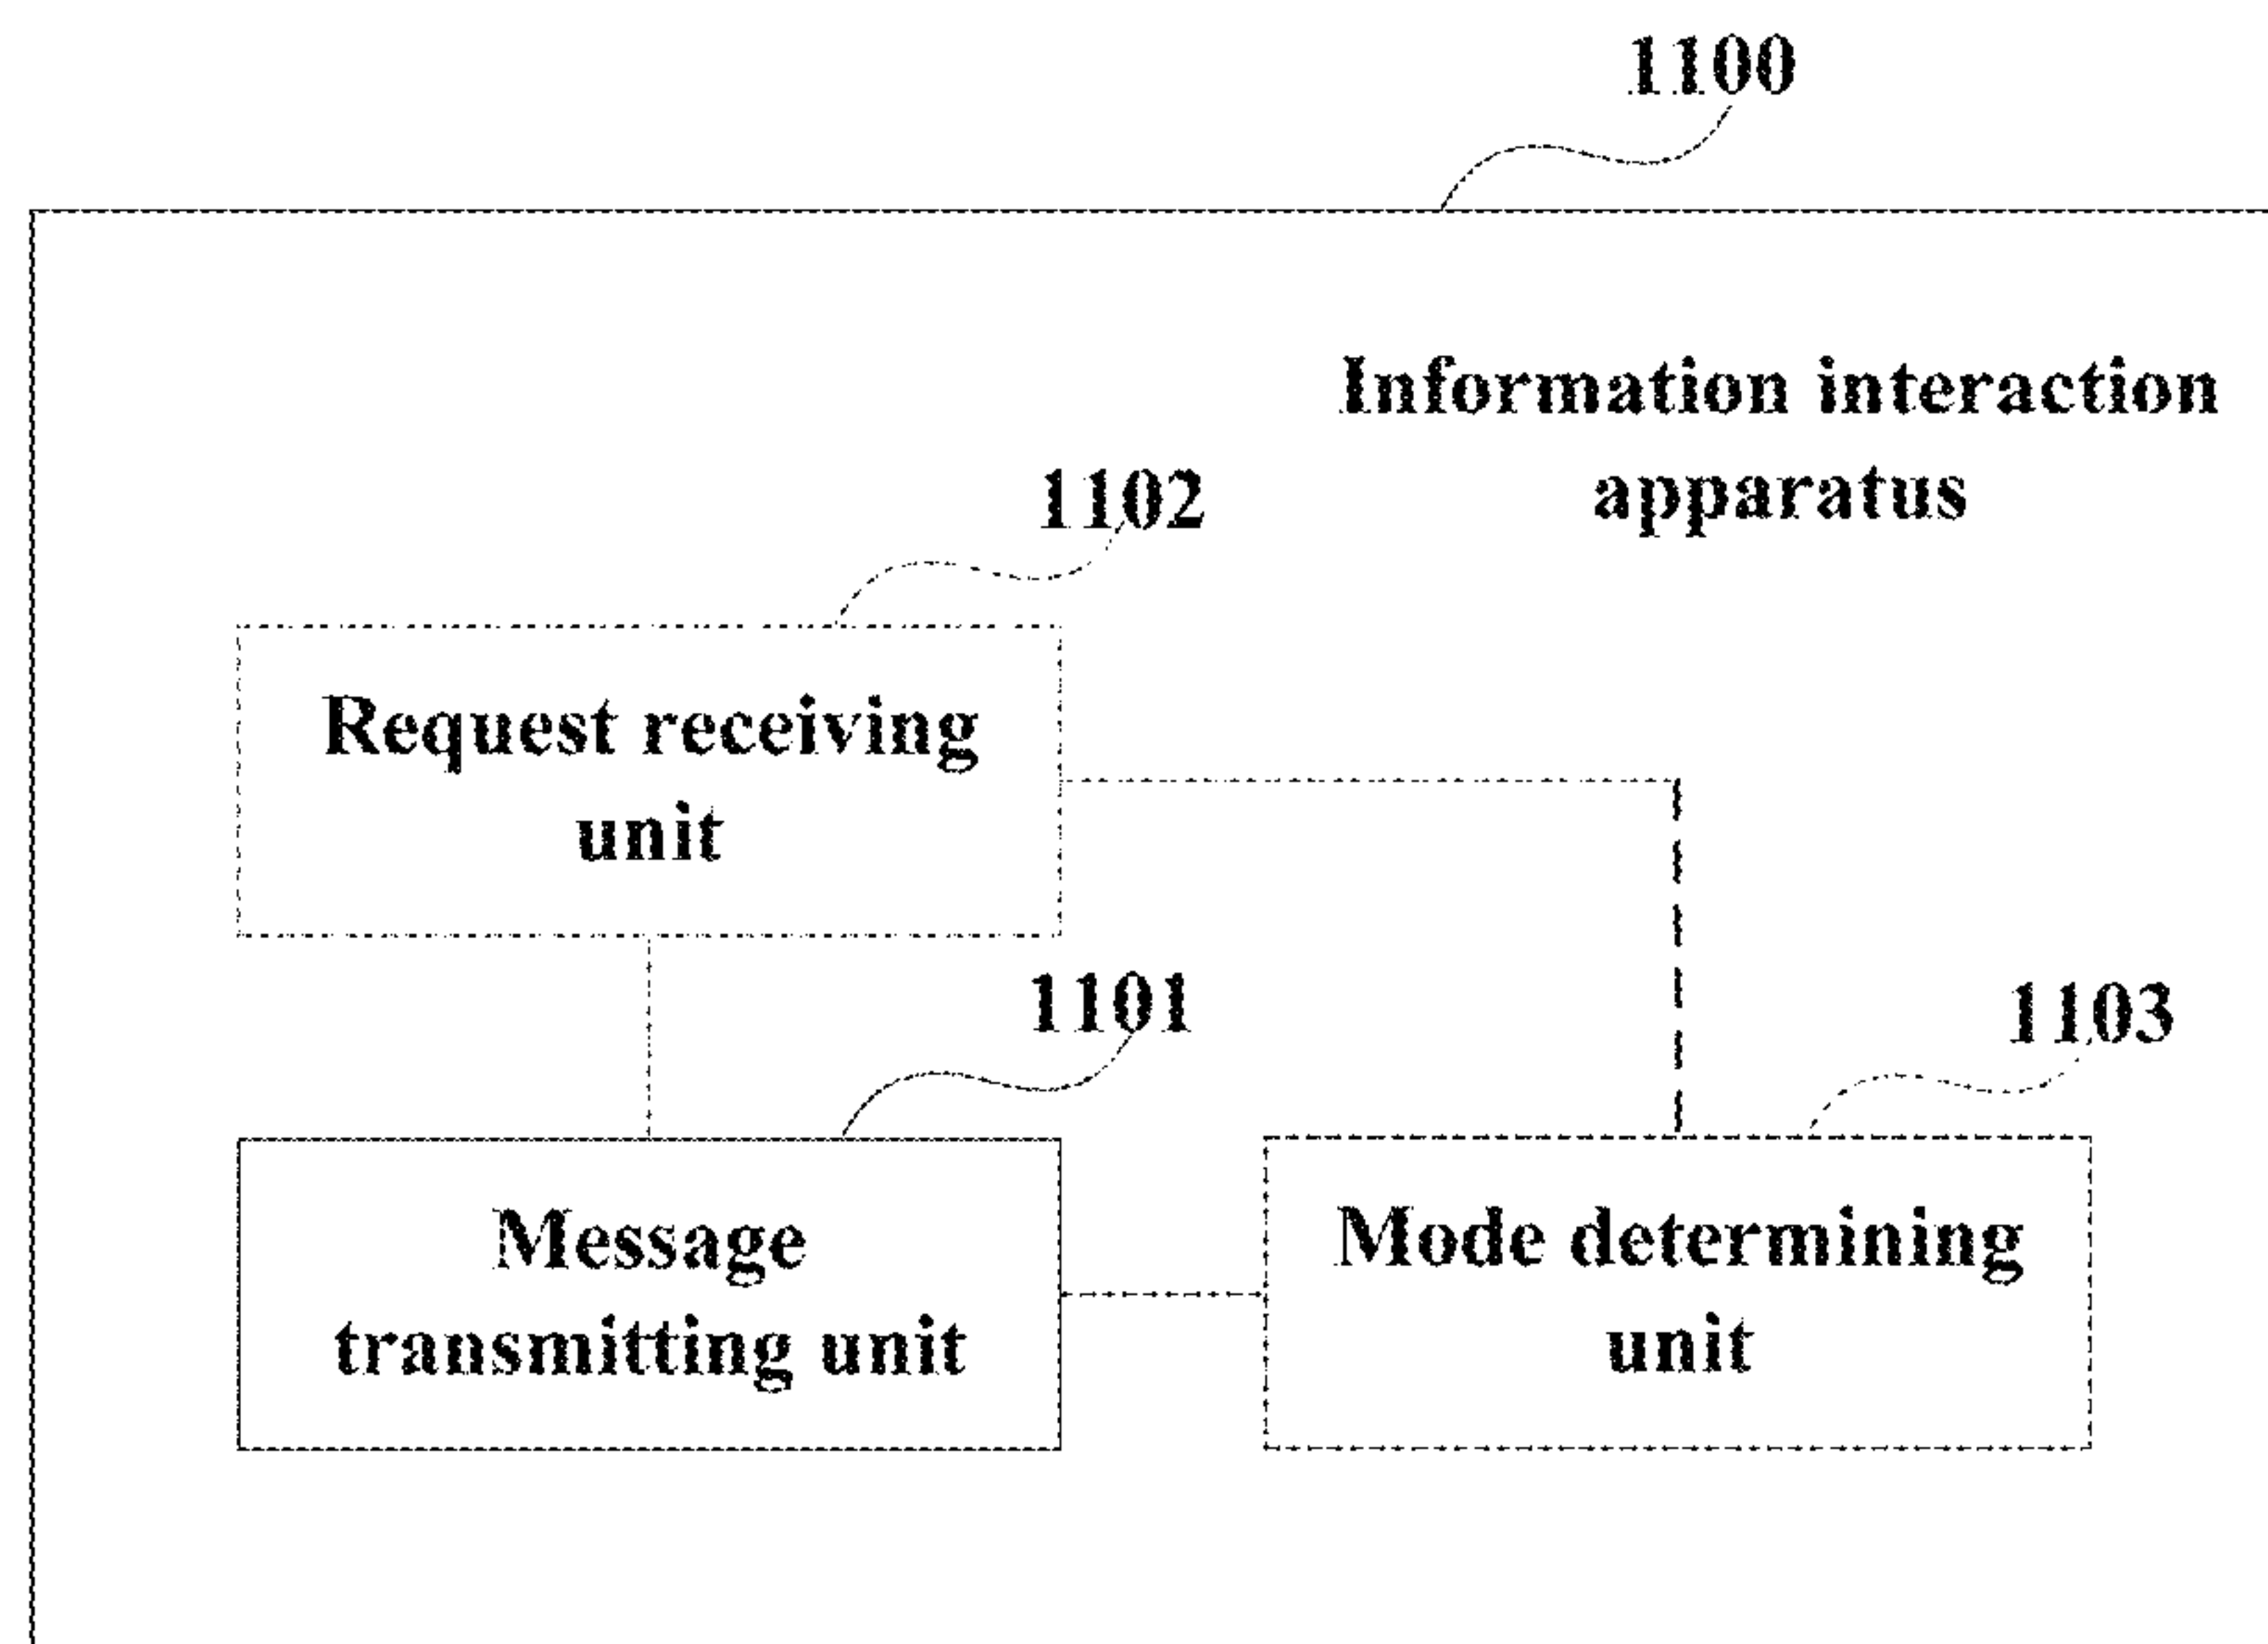 1100
Information interaction
apparatus
1102
Request receiving
unit
1101
1103
Message
transmitting unit
Mode determining
unit